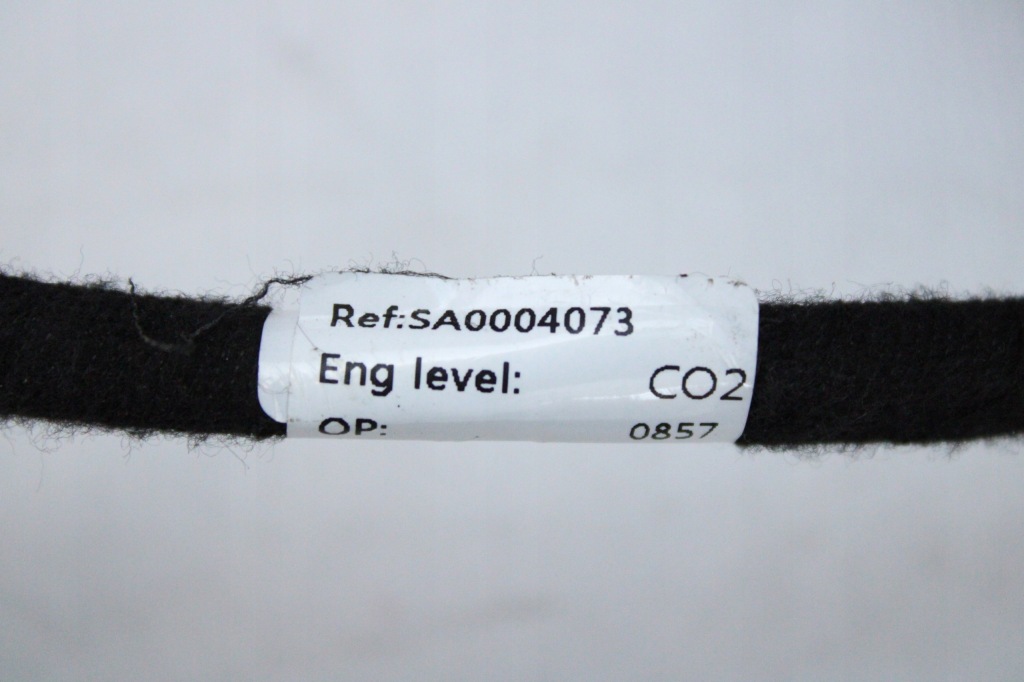 Ref:SA0004073
Eng level: CO2
OP: 0857